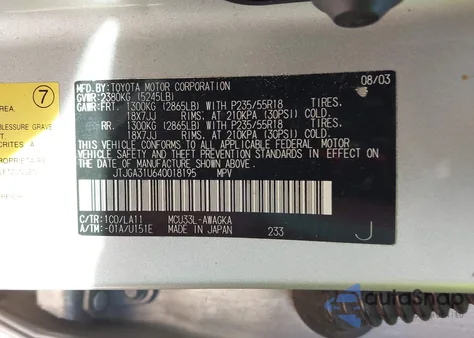 7
AREA.
MFD.BY:TOYOTA MOTOR CORPORATION 08/03
GVWR:2380KG (5245LB)
GAWR:FRT. 1300KG (2865LB) WITH P235/55R18 TIRES.
18X7JJ RIMS, AT 210KPA (30PSI) COLD
RR. 1300KG (2865LB) WITH P235/55R18 TIRES.
18X7JJ RIMS, AT 210KPA (30PSI) COLD
THIS VEHICLE CONFORMS TO ALL APPLICABLE FEDERAL MOTOR
VEHICLE SAFETY, BUMPER, AND THEFT PREVENTION STANDARDS IN EFFECT ON
THE DATE OF MANUFACTURE SHOWN ABOVE.
JTJGA31U640018195 MPV
C/TR:1C0/LA11 MCU33L-AWAGKA
A/TM:-01A/U151E MADE IN JAPAN 233 J
autoSnap